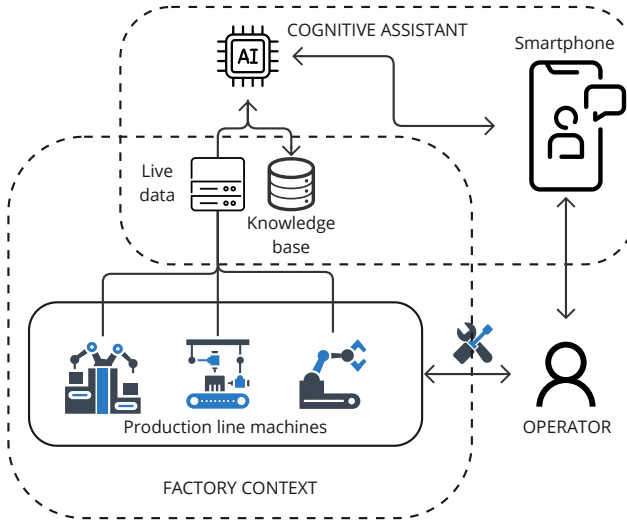 COGNITIVE ASSISTANT
Smartphone
AI
Live
data
Knowledge
base
Production line machines
OPERATOR
FACTORY CONTEXT